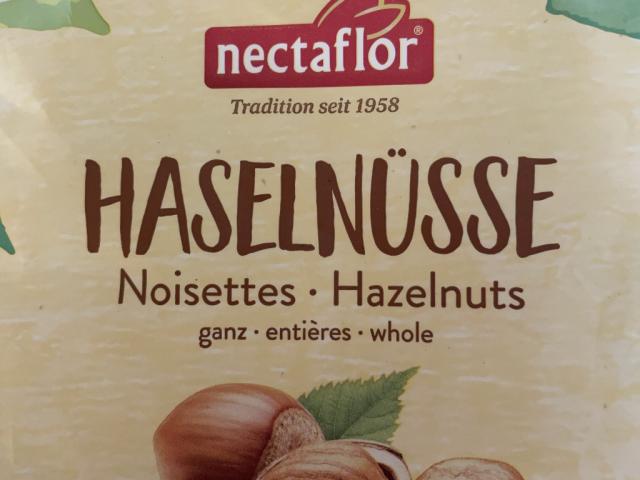 nectaflor®
Tradition seit 1958
HASELNÜSSE
Noisettes · Hazelnuts
ganz · entières · whole